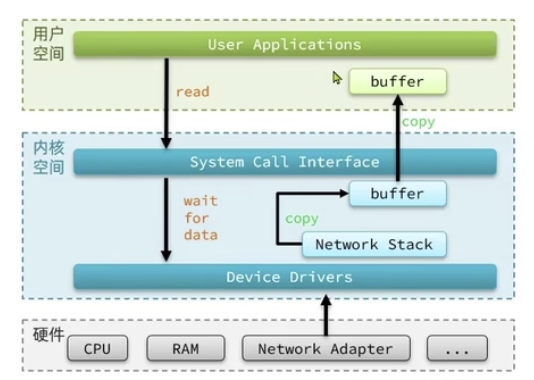 用户
空间
User Applications
buffer
read
copy
内核
空间
System Call Interface
buffer
wait
for
data
copy
Network Stack
Device Drivers
硬件
CPU
RAM
Network Adapter
...